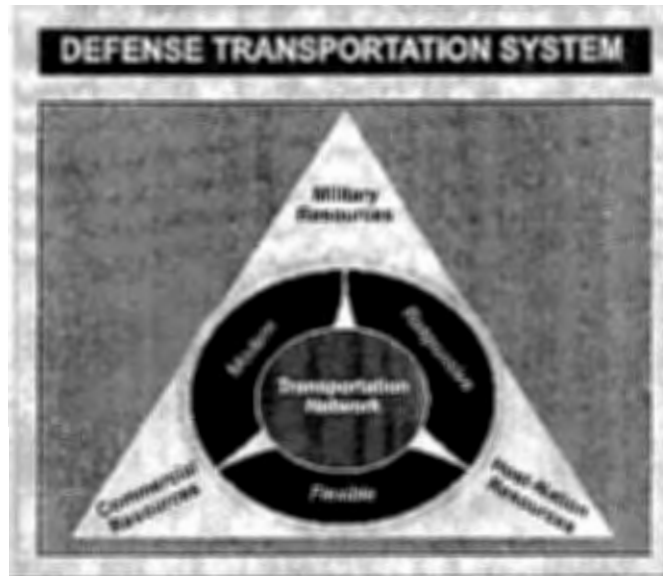 DEFENSE TRANSPORTATION SYSTEM
Military
Resources
Modern
Responsive
Transportation
Network
Flexible
Commercial
Resources
Host-Nation
Resources